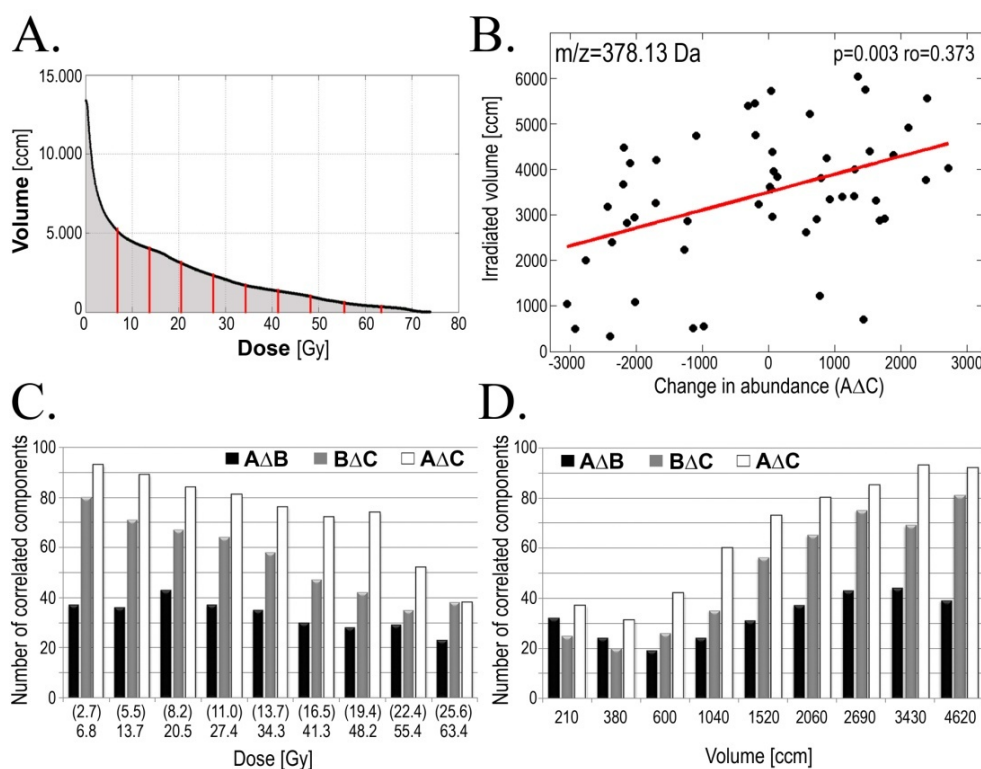 A.
15.000
10.000
5.000
0
Volume [ccm]
0 10 20 30 40 50 60 70 80
Dose [Gy]
B.
m/z=378.13 Da
p=0.003 ro=0.373
6000
5000
4000
3000
2000
1000
0
Irradiated volume [ccm]
-3000 -2000 -1000 0 1000 2000 3000
Change in abundance (AΔC)
C.
AΔB BΔC AΔC
100
80
60
40
20
0
Number of correlated components
(2.7) (5.5) (8.2) (11.0) (13.7) (16.5) (19.4) (22.4) (25.6)
6.8 13.7 20.5 27.4 34.3 41.3 48.2 55.4 63.4
Dose [Gy]
D.
AΔB BΔC AΔC
100
80
60
40
20
0
Number of correlated components
210 380 600 1040 1520 2060 2690 3430 4620
Volume [ccm]